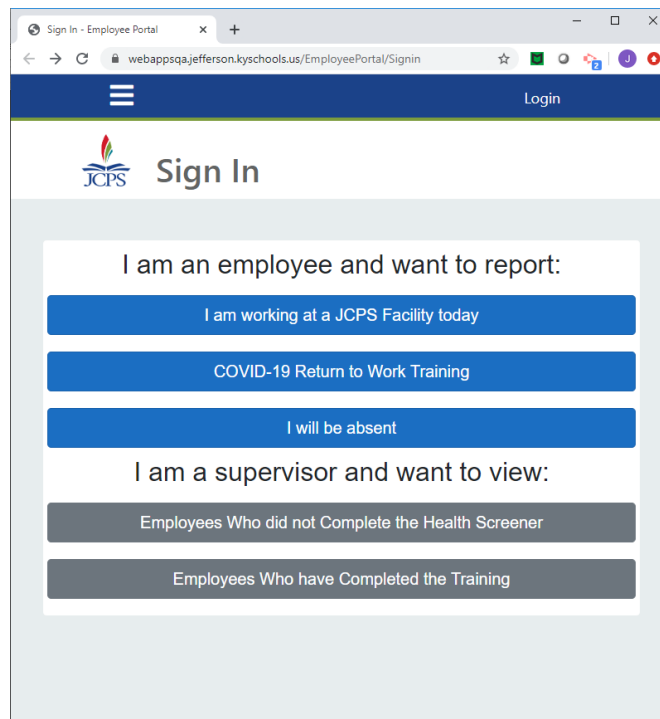 Sign In - Employee Portal
webappsqa.jefferson.kyschools.us/EmployeePortal/Signin
J
2
Login
JCPS
Sign In
I am an employee and want to report:
I am working at a JCPS Facility today
COVID-19 Return to Work Training
I will be absent
I am a supervisor and want to view:
Employees Who did not Complete the Health Screener
Employees Who have Completed the Training